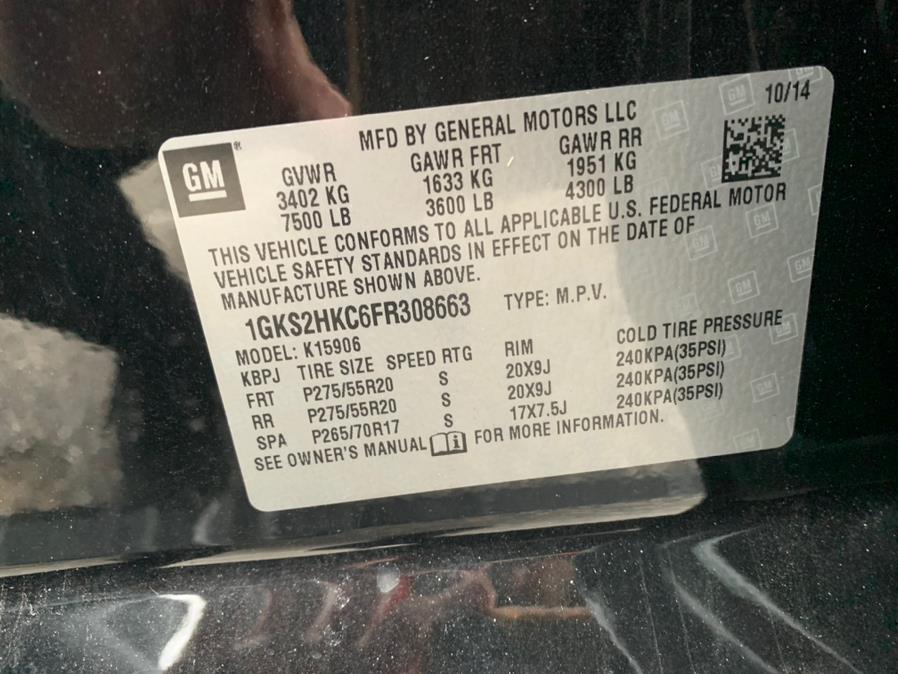 10/14
MFD BY GENERAL MOTORS LLC
GM®
GVWR GAWR FRT GAWR RR
3402 KG 1633 KG 1951 KG
7500 LB 3600 LB 4300 LB
THIS VEHICLE CONFORMS TO ALL APPLICABLE U.S. FEDERAL MOTOR
VEHICLE SAFETY STANDARDS IN EFFECT ON THE DATE OF
MANUFACTURE SHOWN ABOVE.
1GKS2HKC6FR308663 TYPE: M.P.V.
MODEL: K15906
KBPJ TIRE SIZE SPEED RTG RIM COLD TIRE PRESSURE
FRT P275/55R20 S 20X9J 240KPA(35PSI)
RR P275/55R20 S 20X9J 240KPA(35PSI)
SPA P265/70R17 S 17X7.5J 240KPA(35PSI)
SEE OWNER'S MANUAL FOR MORE INFORMATION.